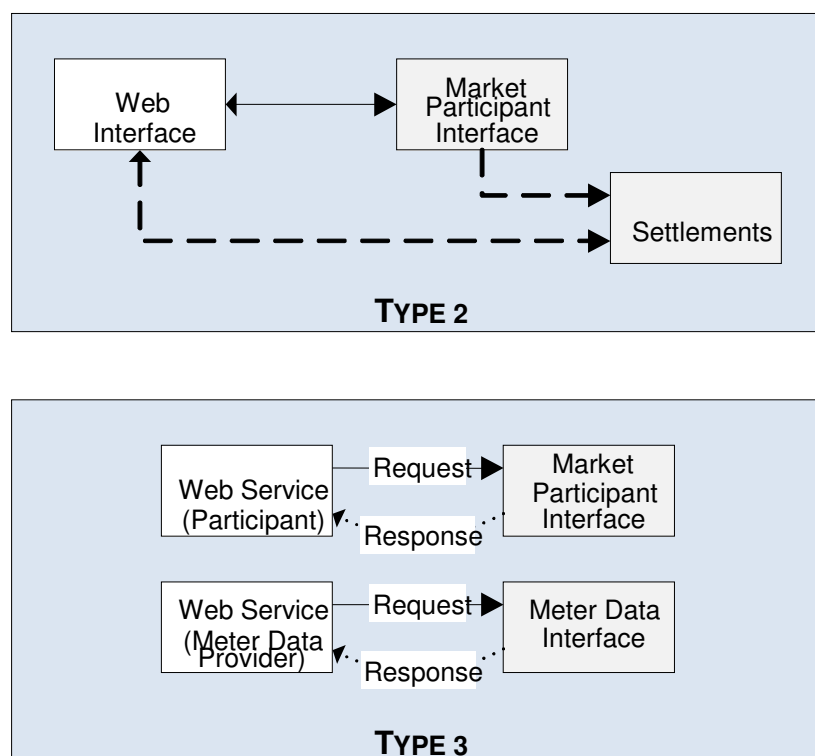 Web
Interface
Market
Participant
Interface
Settlements
TYPE 2
Web Service
(Participant)
Request
Response
Market
Participant
Interface
Web Service
(Meter Data
Provider)
Request
Response
Meter Data
Interface
TYPE 3